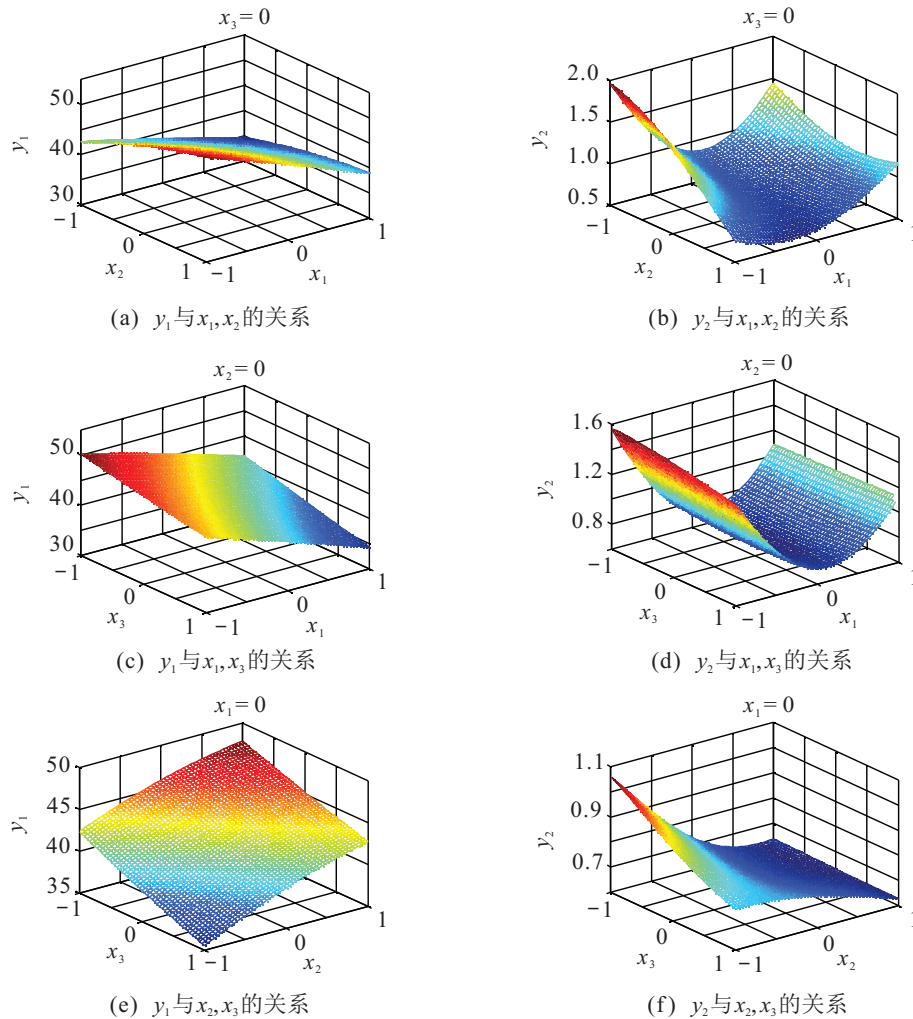 x₃=0
50
40
30
y₁
−1
0
1
x₂
−1
0
1
x₁
(a) y₁与x₁,x₂的关系
x₃=0
2.0
1.5
1.0
0.5
y₂
−1
0
1
x₂
−1
0
1
x₁
(b) y₂与x₁,x₂的关系
x₂=0
50
40
30
y₁
−1
0
1
x₃
−1
0
1
x₁
(c) y₁与x₁,x₃的关系
x₂=0
1.6
1.2
0.8
y₂
−1
0
1
x₃
−1
0
1
x₁
(d) y₂与x₁,x₃的关系
x₁=0
50
45
40
35
y₁
−1
0
1
x₃
−1
0
1
x₂
(e) y₁与x₂,x₃的关系
x₁=0
1.1
0.9
0.7
y₂
−1
0
1
x₃
−1
0
1
x₂
(f) y₂与x₂,x₃的关系